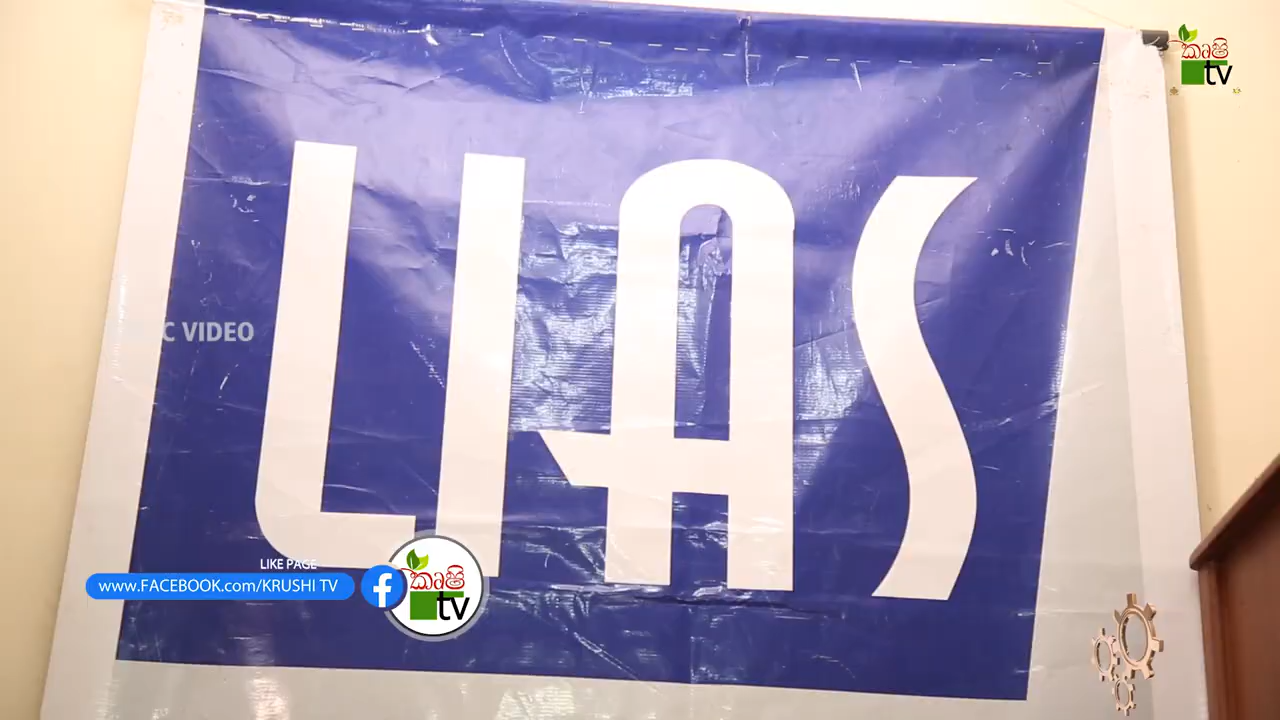 කෘෂි
tv
LIAS
C VIDEO
LIKE PAGE
www.FACEBOOK.com/KRUSHI TV
කෘෂි
tv